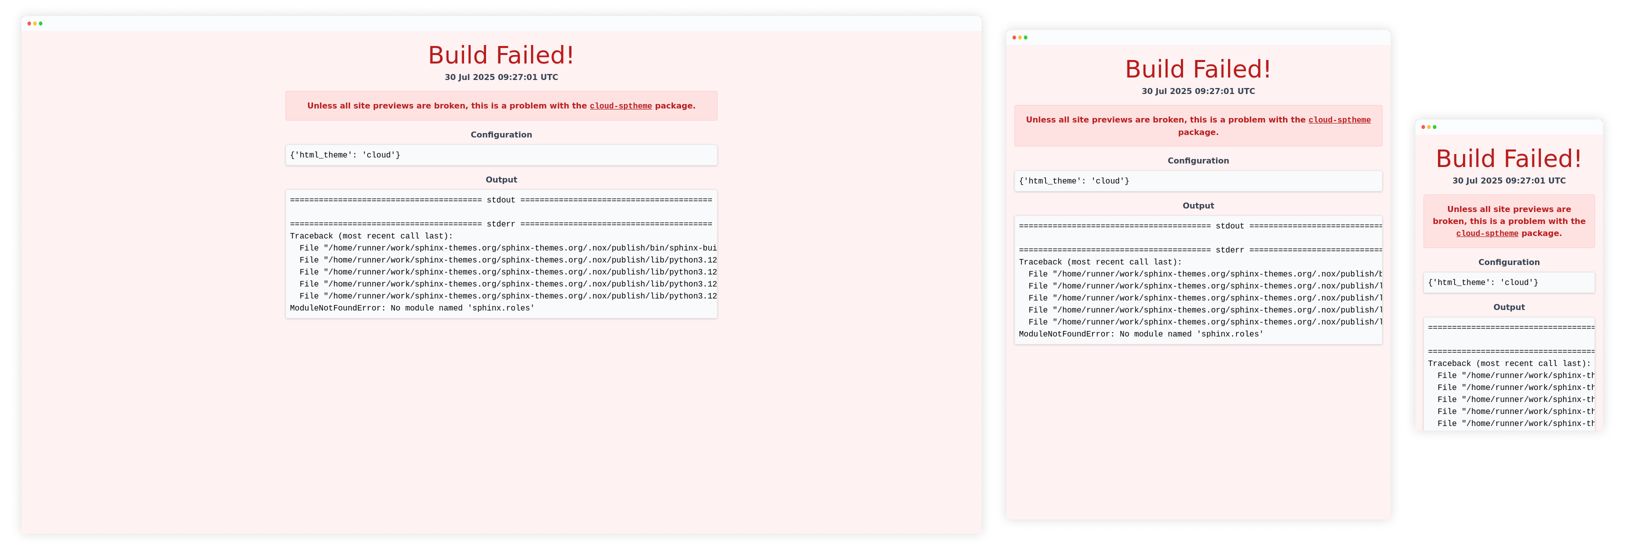 Build Failed!
30 Jul 2025 09:27:01 UTC
Unless all site previews are broken, this is a problem with the cloud-sptheme package.
Configuration
{'html_theme': 'cloud'}
Output
======================================== stdout ========================================
======================================== stderr ========================================
Traceback (most recent call last):
  File "/home/runner/work/sphinx-themes.org/sphinx-themes.org/.nox/publish/bin/sphinx-bui
  File "/home/runner/work/sphinx-themes.org/sphinx-themes.org/.nox/publish/lib/python3.12
  File "/home/runner/work/sphinx-themes.org/sphinx-themes.org/.nox/publish/lib/python3.12
  File "/home/runner/work/sphinx-themes.org/sphinx-themes.org/.nox/publish/lib/python3.12
  File "/home/runner/work/sphinx-themes.org/sphinx-themes.org/.nox/publish/lib/python3.12
ModuleNotFoundError: No module named 'sphinx.roles'
Build Failed!
30 Jul 2025 09:27:01 UTC
Unless all site previews are broken, this is a problem with the cloud-sptheme
package.
Configuration
{'html_theme': 'cloud'}
Output
======================================== stdout ============================
======================================== stderr ============================
Traceback (most recent call last):
  File "/home/runner/work/sphinx-themes.org/sphinx-themes.org/.nox/publish/b
  File "/home/runner/work/sphinx-themes.org/sphinx-themes.org/.nox/publish/l
  File "/home/runner/work/sphinx-themes.org/sphinx-themes.org/.nox/publish/l
  File "/home/runner/work/sphinx-themes.org/sphinx-themes.org/.nox/publish/l
  File "/home/runner/work/sphinx-themes.org/sphinx-themes.org/.nox/publish/l
ModuleNotFoundError: No module named 'sphinx.roles'
Build Failed!
30 Jul 2025 09:27:01 UTC
Unless all site previews are
broken, this is a problem with the
cloud-sptheme package.
Configuration
{'html_theme': 'cloud'}
Output
===================================
===================================
Traceback (most recent call last):
  File "/home/runner/work/sphinx-th
  File "/home/runner/work/sphinx-th
  File "/home/runner/work/sphinx-th
  File "/home/runner/work/sphinx-th
  File "/home/runner/work/sphinx-th